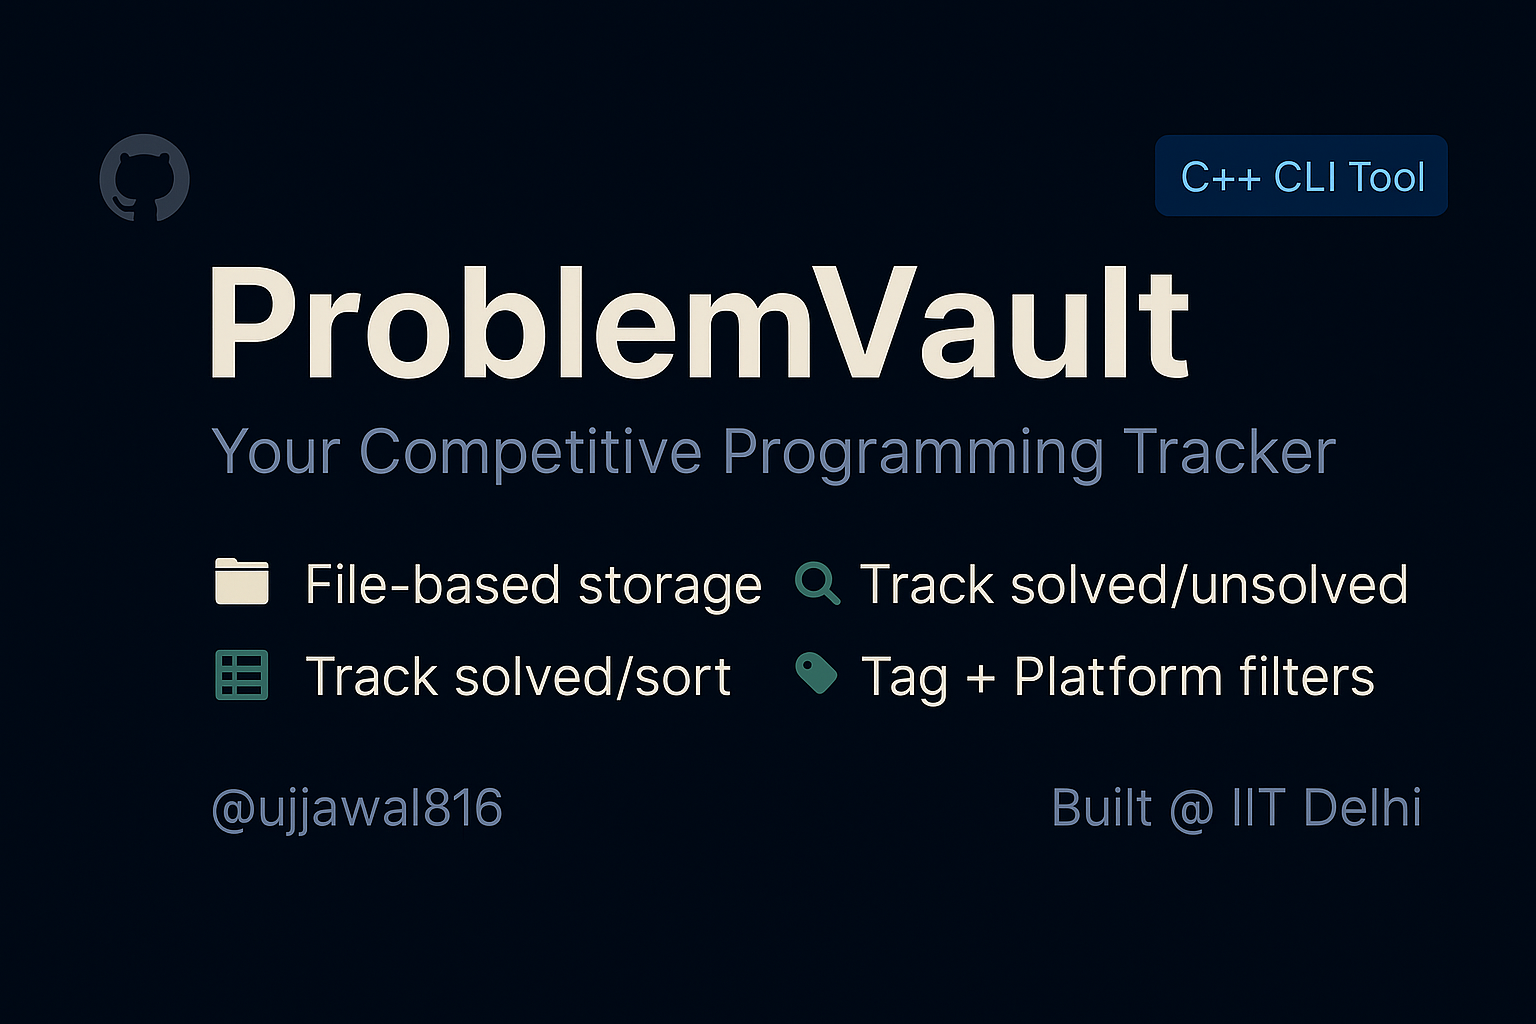 C++ CLI Tool
ProblemVault
Your Competitive Programming Tracker
File-based storage
Track solved/unsolved
Track solved/sort
Tag + Platform filters
@ujjawal816
Built @ IIT Delhi